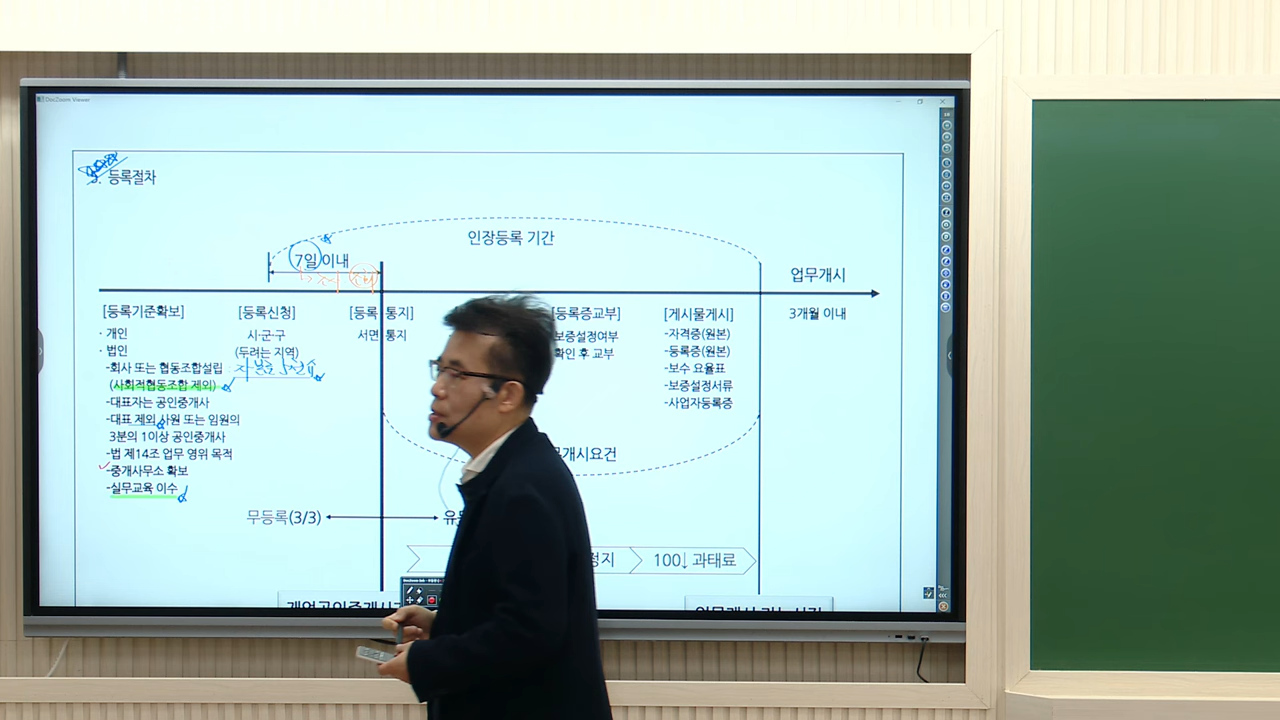 DocZoom Viewer
등록절차
인장등록 기간
7일 이내
업무개시
[등록기준확보]
[등록신청]
[등록 통지]
[등록증교부]
[게시물게시]
3개월 이내
· 개인
시·군·구
서면 통지
보증설정여부
-자격증(원본)
· 법인
(두려는 지역)
확인 후 교부
-등록증(원본)
-회사 또는 협동조합설립
-보수 요율표
(사회적협동조합 제외)
-보증설정서류
-대표자는 공인중개사
-사업자등록증
-대표 제외 사원 또는 임원의
3분의 1이상 공인중개사
-법 제14조 업무 영위 목적
개시요건
-중개사무소 확보
-실무교육 이수
무등록(3/3)
정지
100↓ 과태료